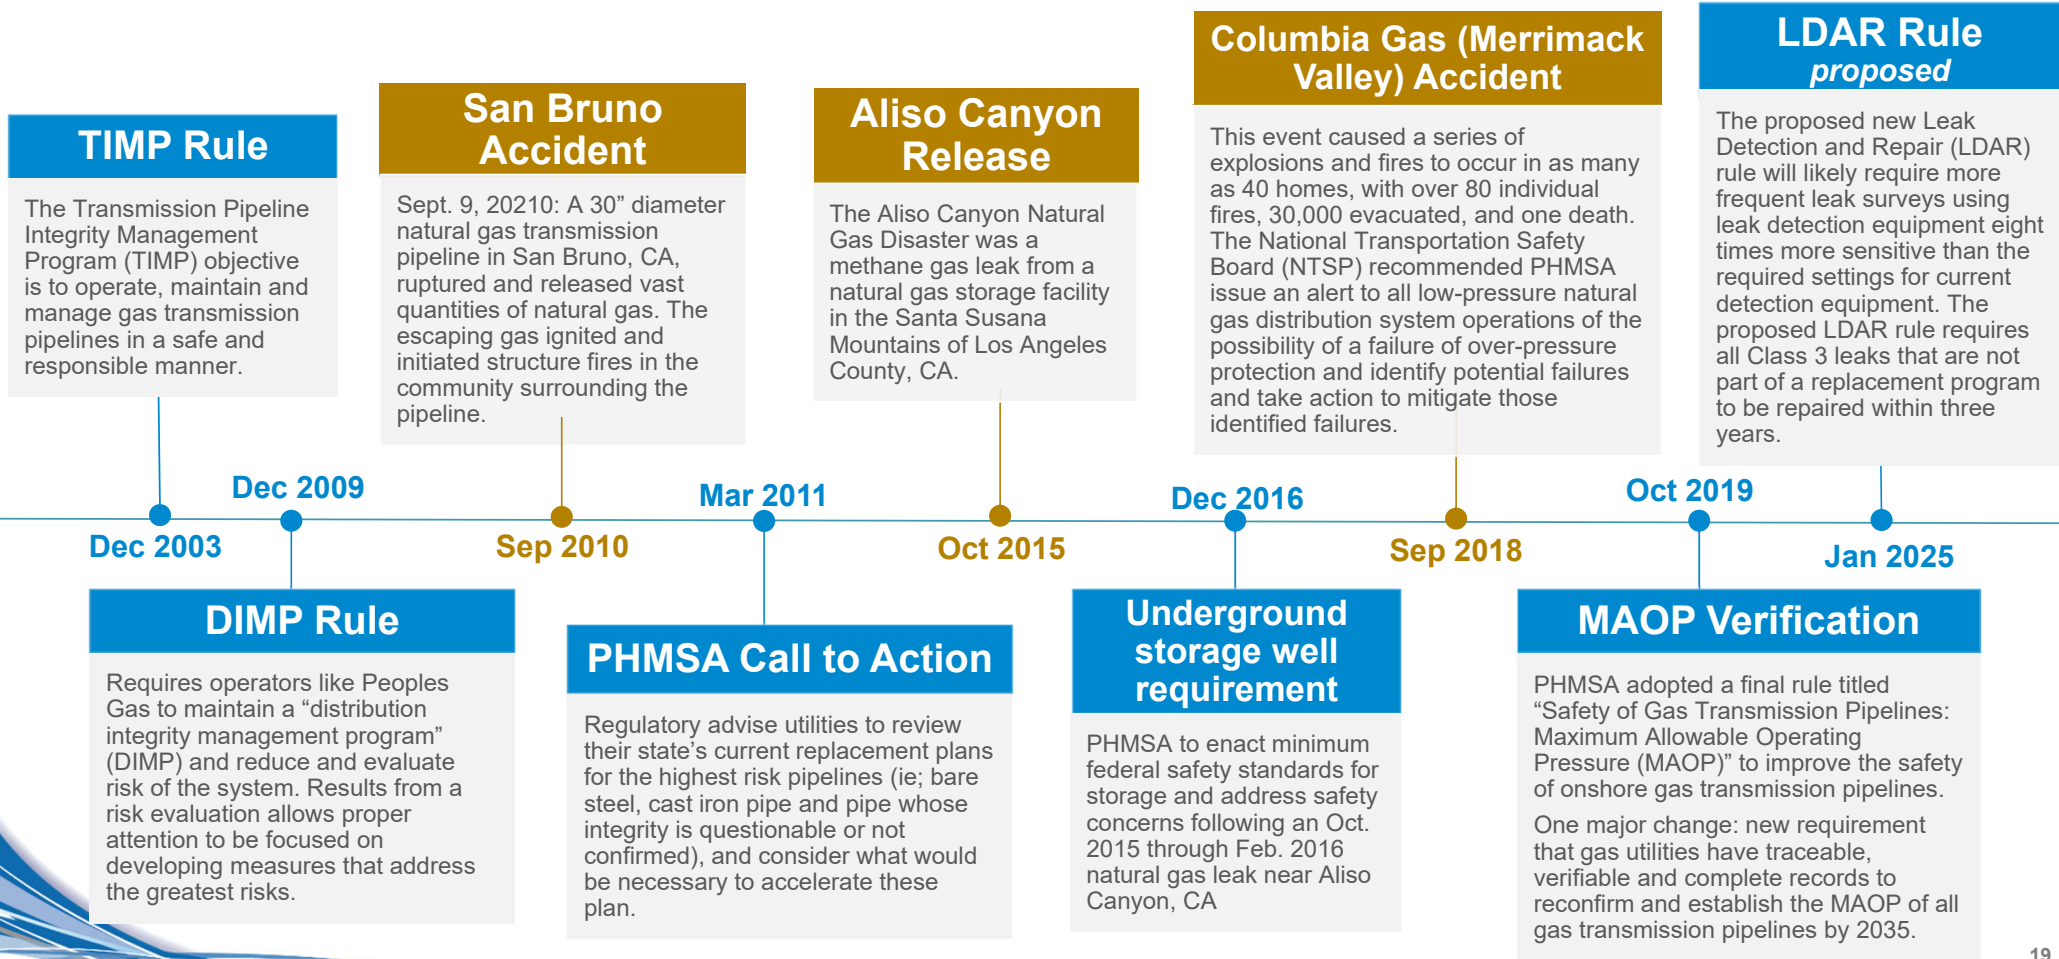 TIMP Rule
The Transmission Pipeline
Integrity Management
Program (TIMP) objective
is to operate, maintain and
manage gas transmission
pipelines in a safe and
responsible manner.
Dec 2003
Dec 2009
DIMP Rule
Requires operators like Peoples
Gas to maintain a “distribution
integrity management program”
(DIMP) and reduce and evaluate
risk of the system. Results from a
risk evaluation allows proper
attention to be focused on
developing measures that address
the greatest risks.
San Bruno
Accident
Sept. 9, 20210: A 30” diameter
natural gas transmission
pipeline in San Bruno, CA,
ruptured and released vast
quantities of natural gas. The
escaping gas ignited and
initiated structure fires in the
community surrounding the
pipeline.
Sep 2010
Mar 2011
PHMSA Call to Action
Regulatory advise utilities to review
their state’s current replacement plans
for the highest risk pipelines (ie; bare
steel, cast iron pipe and pipe whose
integrity is questionable or not
confirmed), and consider what would
be necessary to accelerate these
plan.
Aliso Canyon
Release
The Aliso Canyon Natural
Gas Disaster was a
methane gas leak from a
natural gas storage facility
in the Santa Susana
Mountains of Los Angeles
County, CA.
Oct 2015
Dec 2016
Underground
storage well
requirement
PHMSA to enact minimum
federal safety standards for
storage and address safety
concerns following an Oct.
2015 through Feb. 2016
natural gas leak near Aliso
Canyon, CA
Columbia Gas (Merrimack
Valley) Accident
This event caused a series of
explosions and fires to occur in as many
as 40 homes, with over 80 individual
fires, 30,000 evacuated, and one death.
The National Transportation Safety
Board (NTSP) recommended PHMSA
issue an alert to all low-pressure natural
gas distribution system operations of the
possibility of a failure of over-pressure
protection and identify potential failures
and take action to mitigate those
identified failures.
Sep 2018
Oct 2019
MAOP Verification
PHMSA adopted a final rule titled
“Safety of Gas Transmission Pipelines:
Maximum Allowable Operating
Pressure (MAOP)” to improve the safety
of onshore gas transmission pipelines.
One major change: new requirement
that gas utilities have traceable,
verifiable and complete records to
reconfirm and establish the MAOP of all
gas transmission pipelines by 2035.
LDAR Rule
proposed
The proposed new Leak
Detection and Repair (LDAR)
rule will likely require more
frequent leak surveys using
leak detection equipment eight
times more sensitive than the
required settings for current
detection equipment. The
proposed LDAR rule requires
all Class 3 leaks that are not
part of a replacement program
to be repaired within three
years.
Jan 2025
19